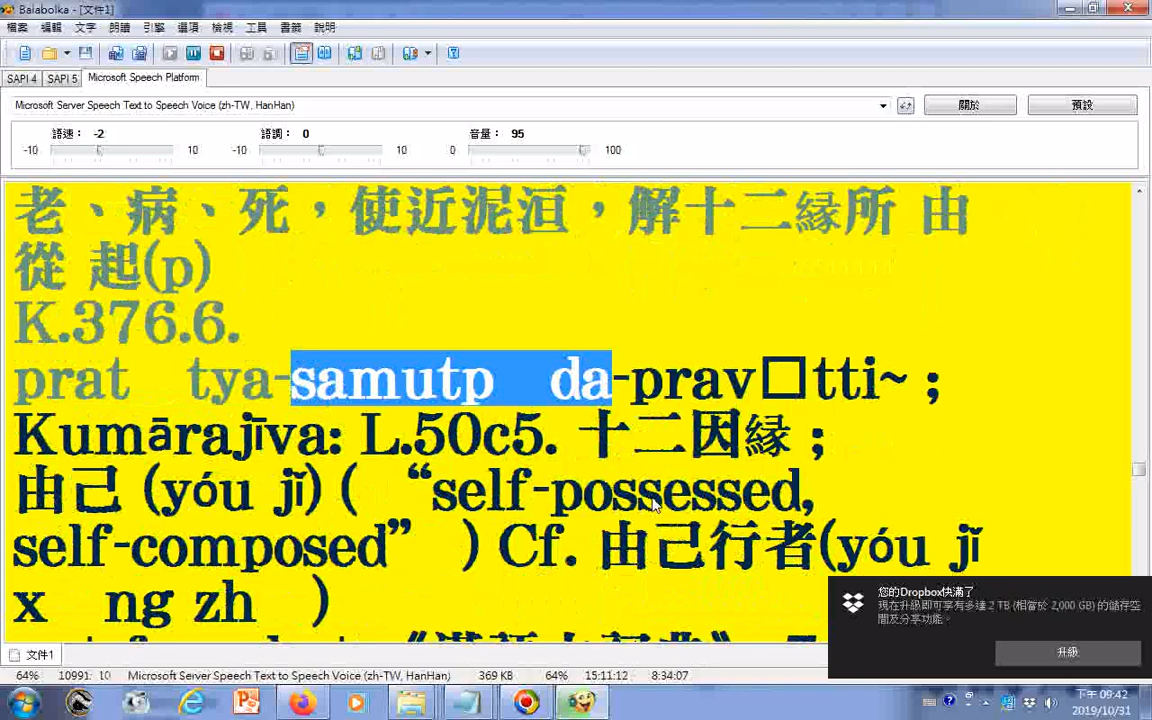 Balabolka - [文件1]
檔案 編輯 文字 朗讀 引擎 選項 檢視 工具 書籤 說明
SAPI 4 SAPI 5 Microsoft Speech Platform
Microsoft Server Speech Text to Speech Voice (zh-TW, HanHan) 關於 預設
語速： -2 語調： 0 音量： 95
-10 10 -10 10 0 100
老、病、死，使近泥洹，解十二緣所 由
從 起(p)
K.376.6.
prat tya-samutp da-prav□tti~ ;
Kumārajīva: L.50c5. 十二因緣；
由己 (yóu jǐ) ( “self-possessed,
self-composed” ) Cf. 由己行者(yóu jǐ
x ng zh )
您的Dropbox快滿了
現在升級即可享有多達 2 TB (相當於 2,000 GB) 的儲存空
間及分享功能。
升級
文件1
64% 10991: 10 Microsoft Server Speech Text to Speech Voice (zh-TW, HanHan) 369 KB 64% 15:11:12 8:34:07
下午 09:42
2019/10/31